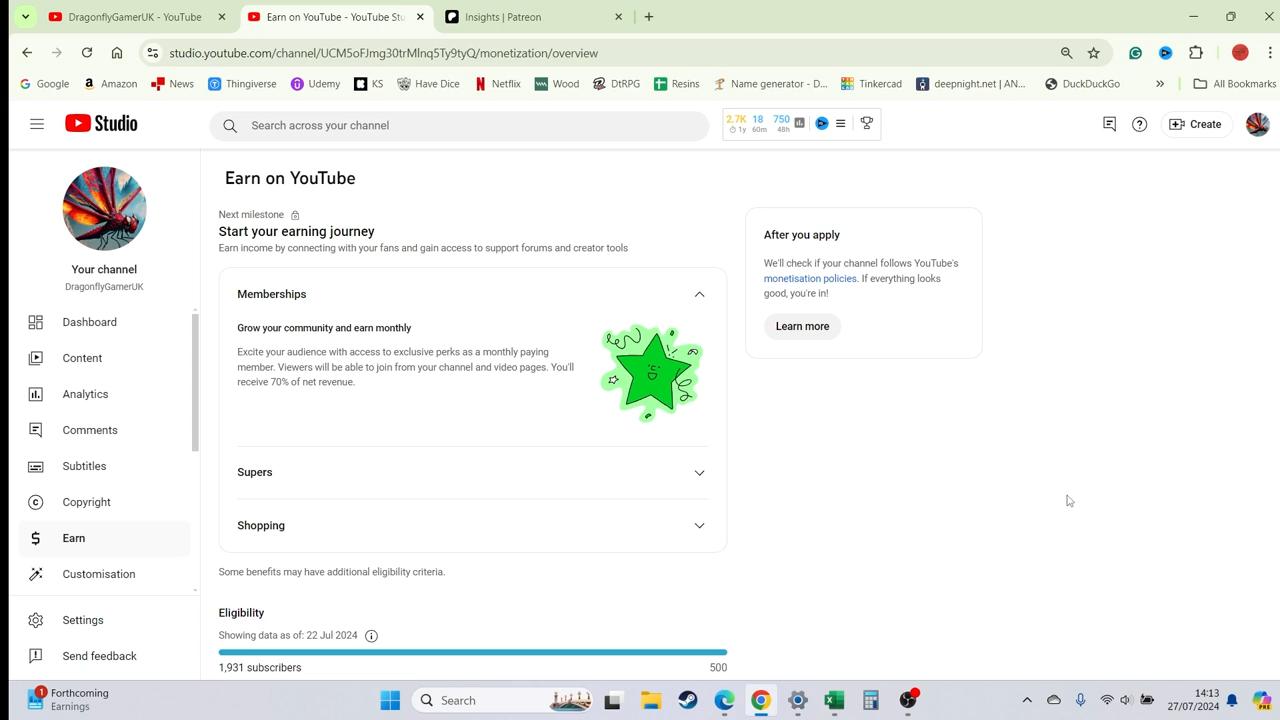 DragonflyGamerUK - YouTube
Earn on YouTube - YouTube Stu
Insights | Patreon
studio.youtube.com/channel/UCM5oFJmg30trMlnq5Ty9tyQ/monetization/overview
Google Amazon News Thingiverse Udemy KS Have Dice Netflix Wood DtRPG Resins Name generator - D... Tinkercad deepnight.net | AN... DuckDuckGo » All Bookmarks
Studio
Search across your channel
2.7K 18 750
1y 60m 48h
Create
Your channel
DragonflyGamerUK
Dashboard
Content
Analytics
Comments
Subtitles
Copyright
Earn
Customisation
Settings
Send feedback
Earn on YouTube
Next milestone
Start your earning journey
Earn income by connecting with your fans and gain access to support forums and creator tools
Memberships
Grow your community and earn monthly
Excite your audience with access to exclusive perks as a monthly paying
member. Viewers will be able to join from your channel and video pages. You'll
receive 70% of net revenue.
Supers
Shopping
Some benefits may have additional eligibility criteria.
Eligibility
Showing data as of: 22 Jul 2024
1,931 subscribers 500
After you apply
We'll check if your channel follows YouTube's
monetisation policies. If everything looks
good, you're in!
Learn more
1
Forthcoming
Earnings
Search
14:13
27/07/2024